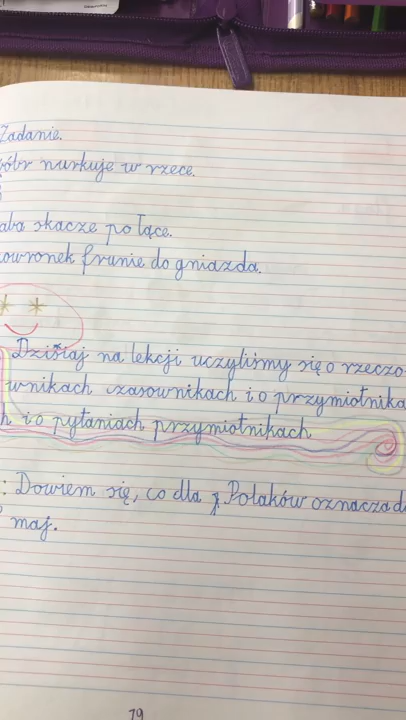 Zadanie.
óbr nurkuje w rzece.
aba skacze po łące.
owronek frunie do gniazda.
Dzisiaj na lekcji uczyliśmy się o rzeczo-
wnikach czasownikach i o przymiotnika
h i o pytaniach przymiotnikach
: Dowiem się, co dla Polaków oznacza d
maj.
79